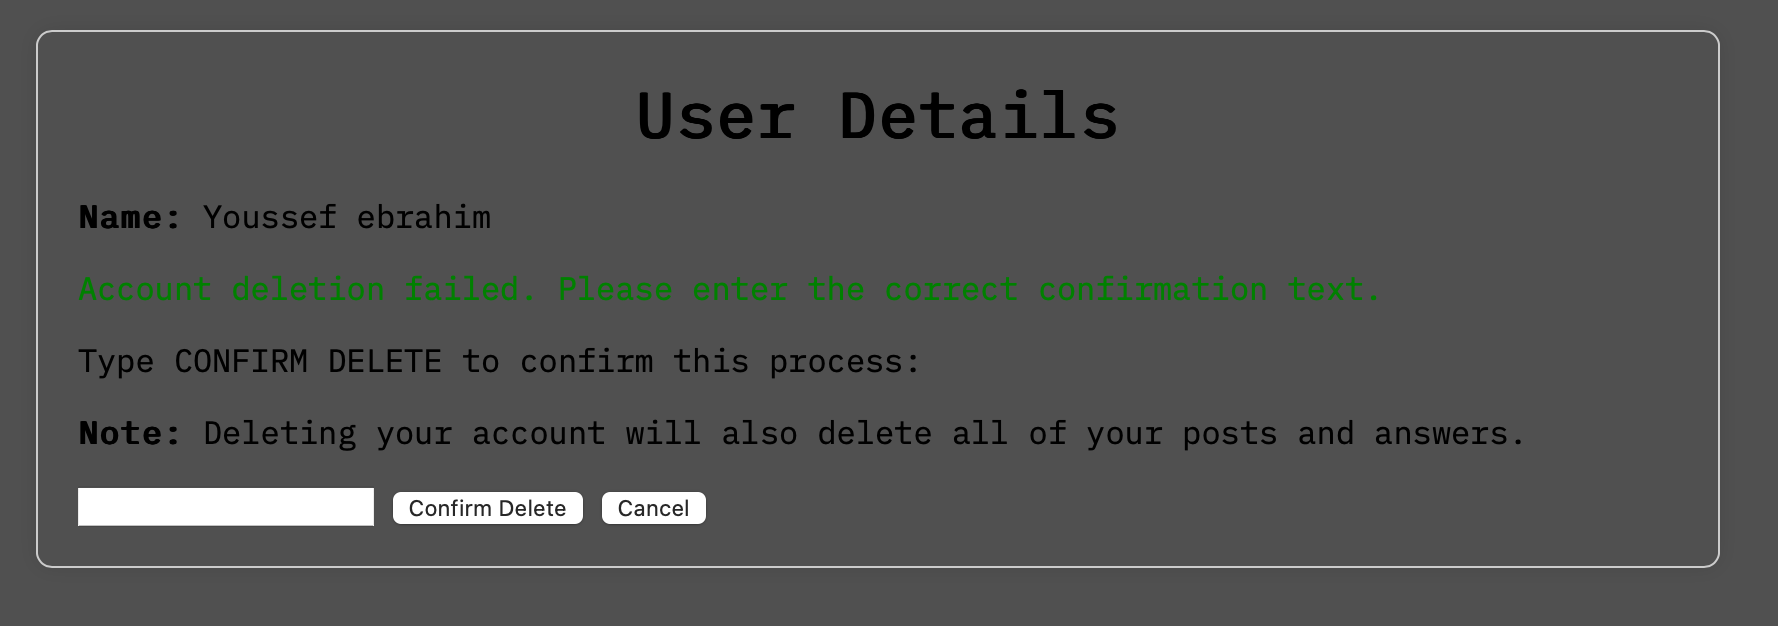 User Details
Name: Youssef ebrahim
Account deletion failed. Please enter the correct confirmation text.
Type CONFIRM DELETE to confirm this process:
Note: Deleting your account will also delete all of your posts and answers.
Confirm Delete Cancel